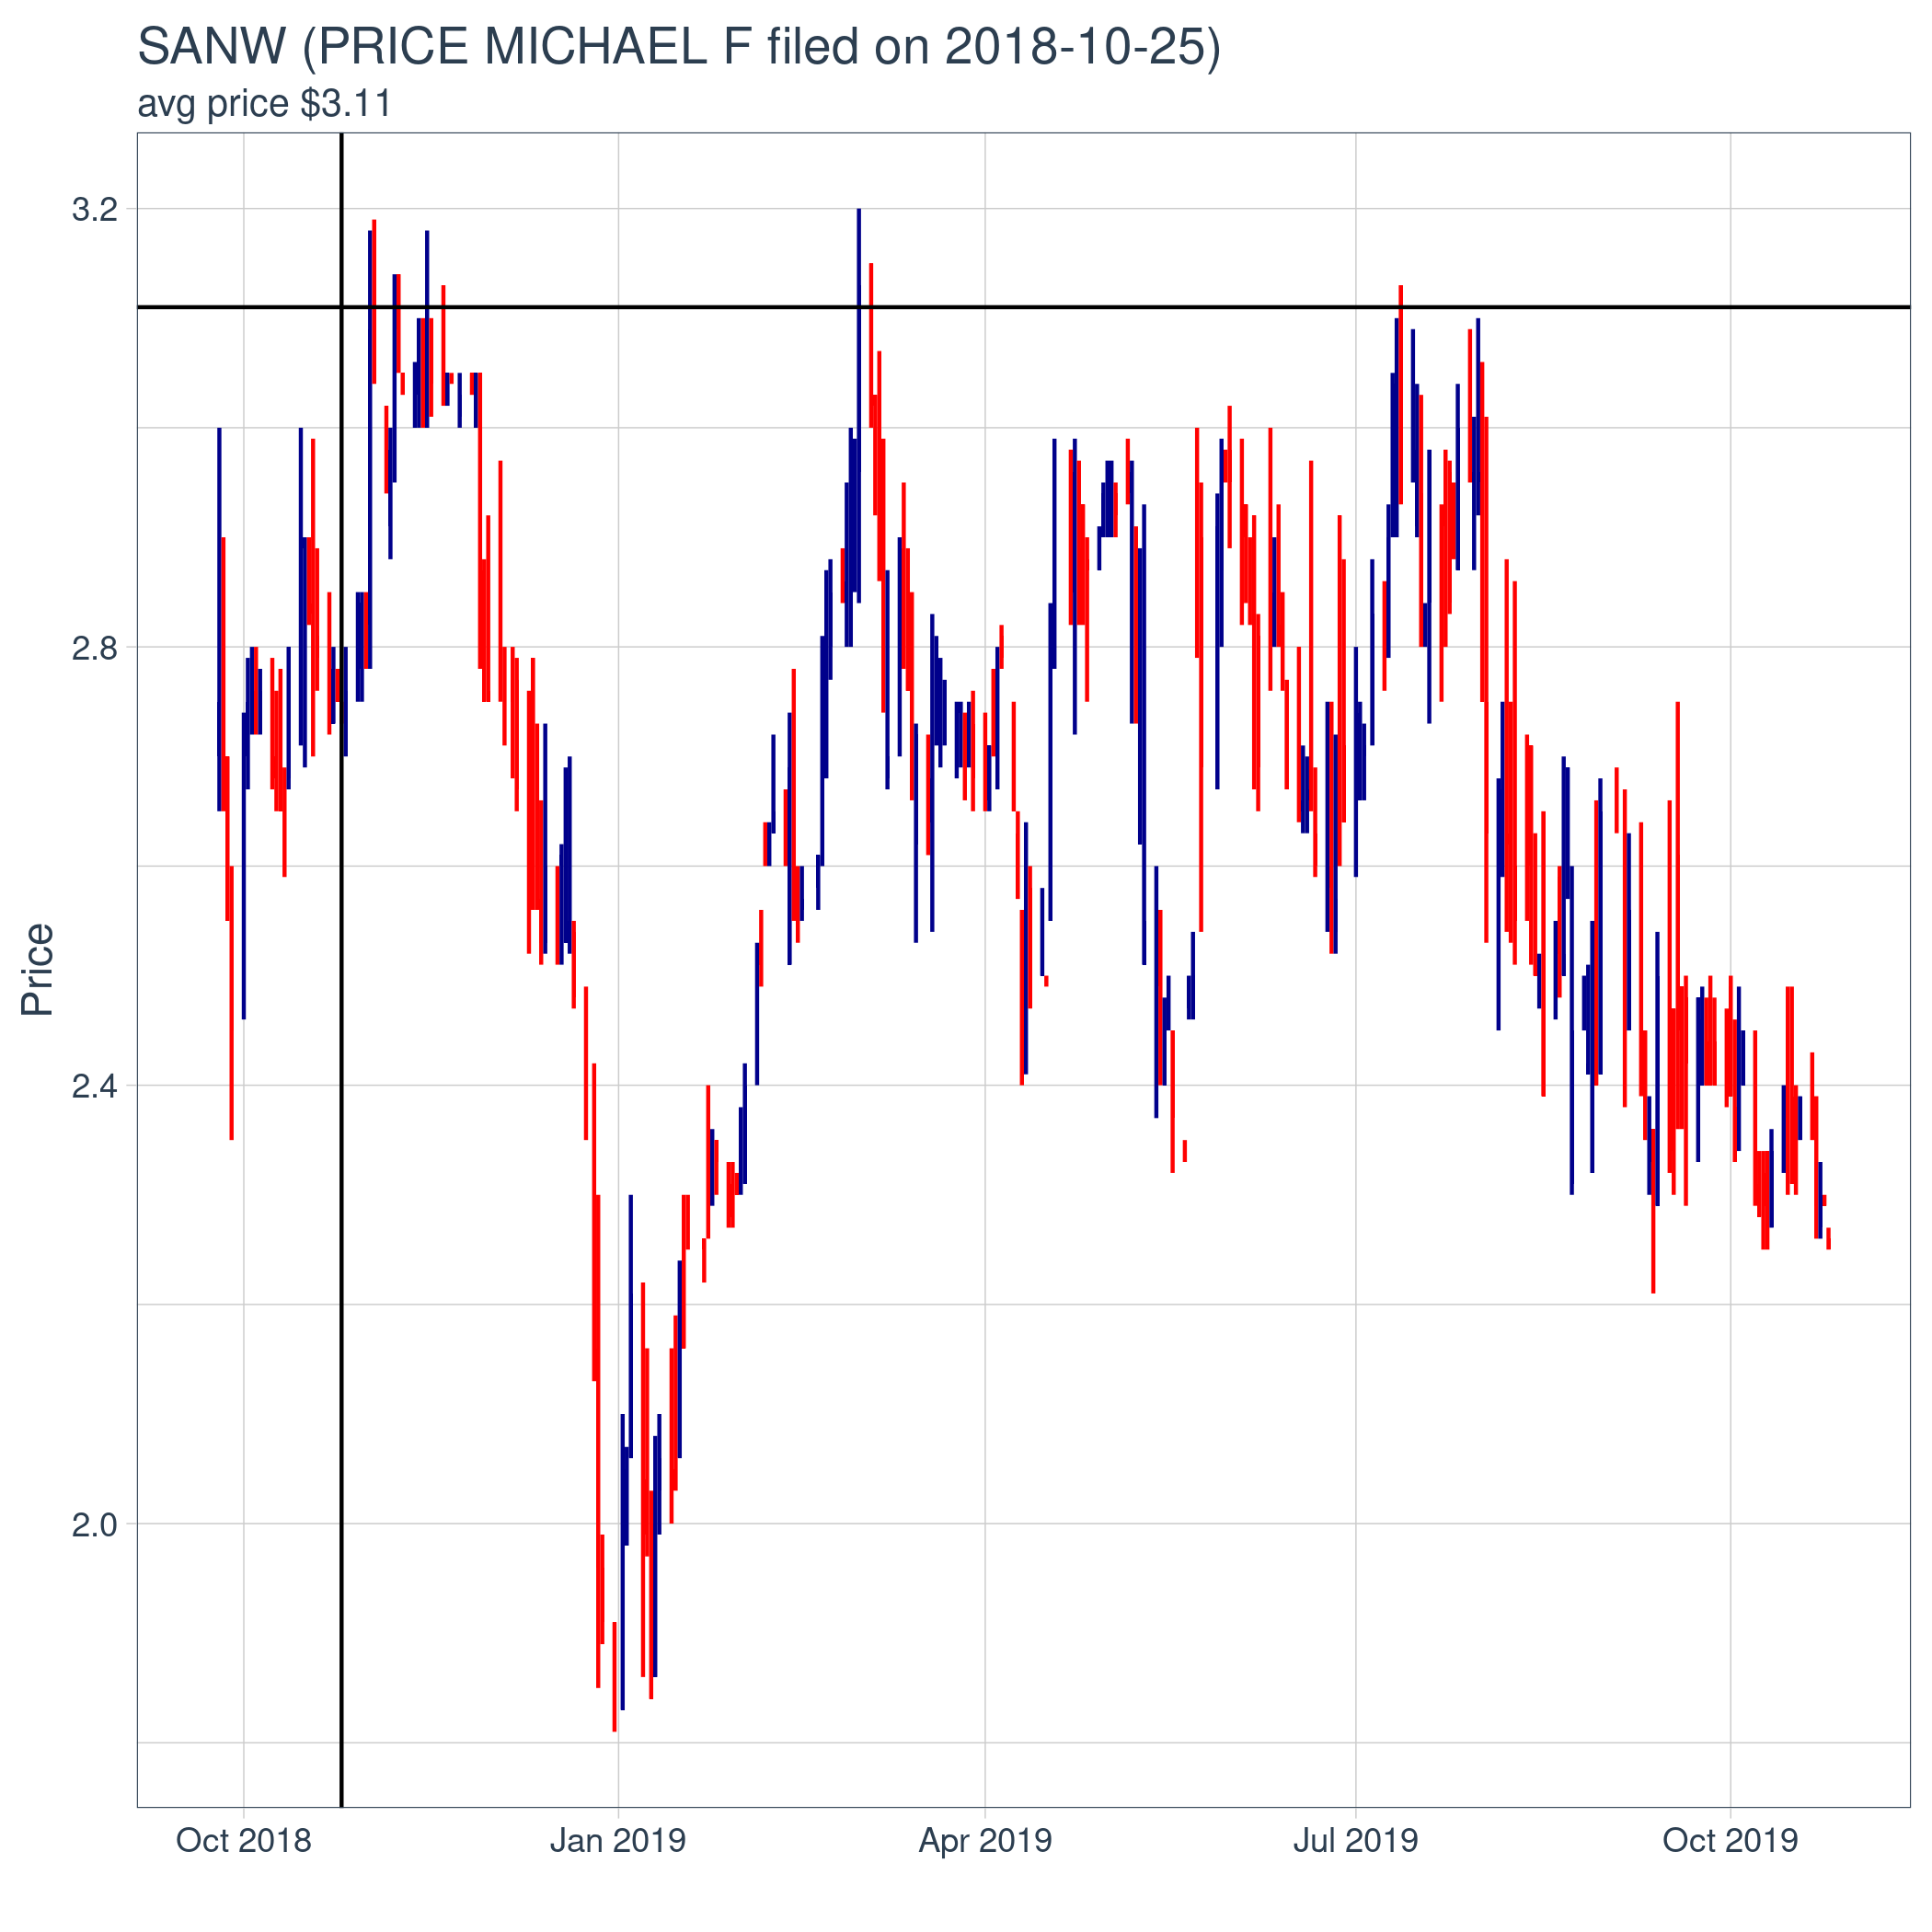 SANW (PRICE MICHAEL F filed on 2018-10-25)
avg price $3.11
Price
3.2
2.8
2.4
2.0
Oct 2018
Jan 2019
Apr 2019
Jul 2019
Oct 2019